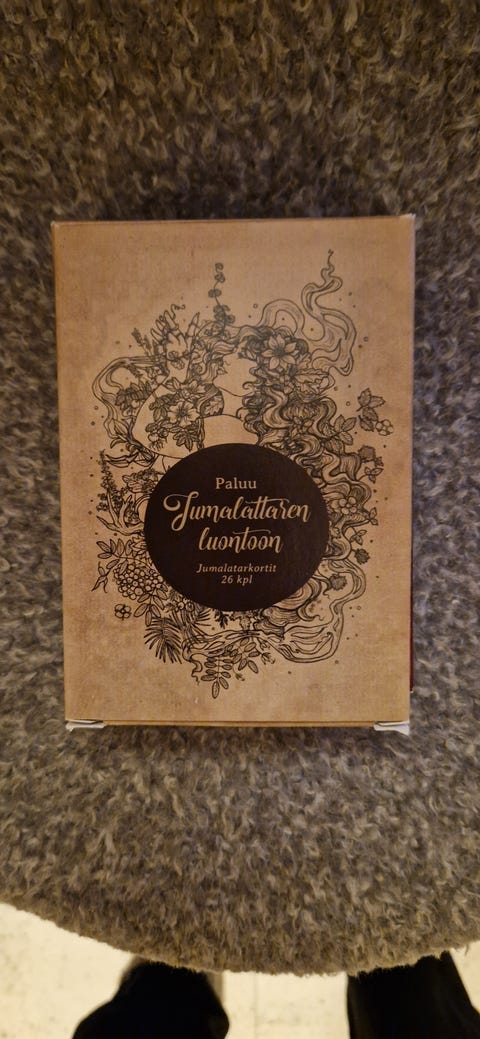 Paluu
Jumalattaren
luontoon
Jumalatarkortit
26 kpl